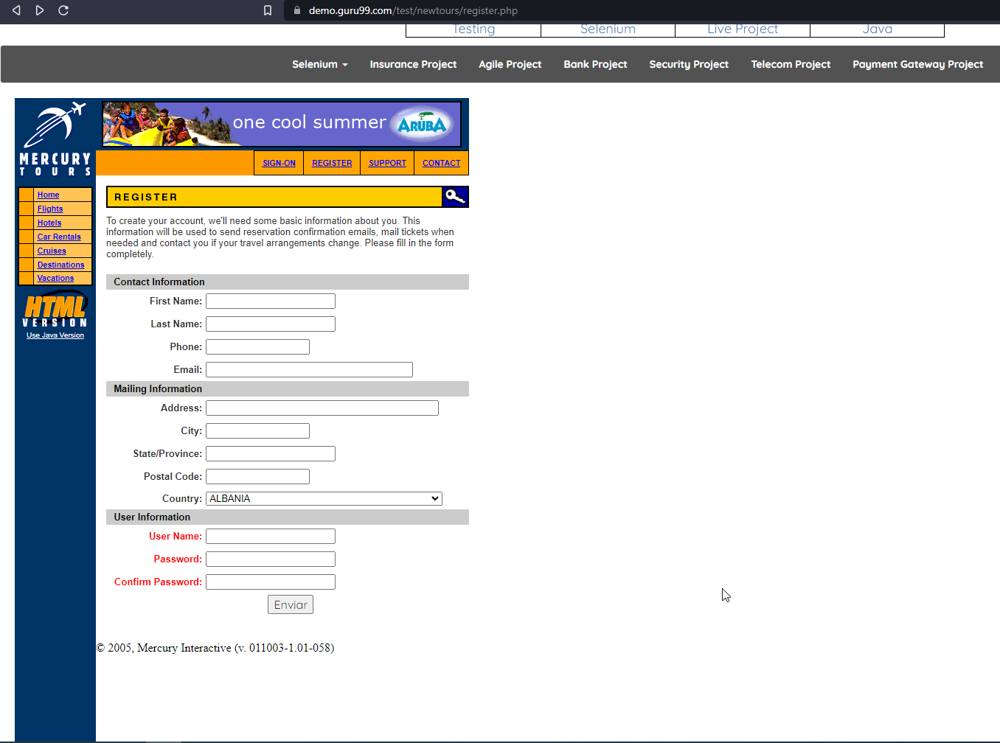 demo.guru99.com/test/newtours/register.php
Testing Selenium Live Project Java
Selenium Insurance Project Agile Project Bank Project Security Project Telecom Project Payment Gateway Project
one cool summer ARUBA
MERCURY
TOURS
SIGN-ON REGISTER SUPPORT CONTACT
Home
Flights
Hotels
Car Rentals
Cruises
Destinations
Vacations
HTML
VERSION
Use Java Version
REGISTER
To create your account, we'll need some basic information about you. This
information will be used to send reservation confirmation emails, mail tickets when
needed and contact you if your travel arrangements change. Please fill in the form
completely.
Contact Information
First Name:
Last Name:
Phone:
Email:
Mailing Information
Address:
City:
State/Province:
Postal Code:
Country: ALBANIA
User Information
User Name:
Password:
Confirm Password:
Enviar
© 2005, Mercury Interactive (v. 011003-1.01-058)